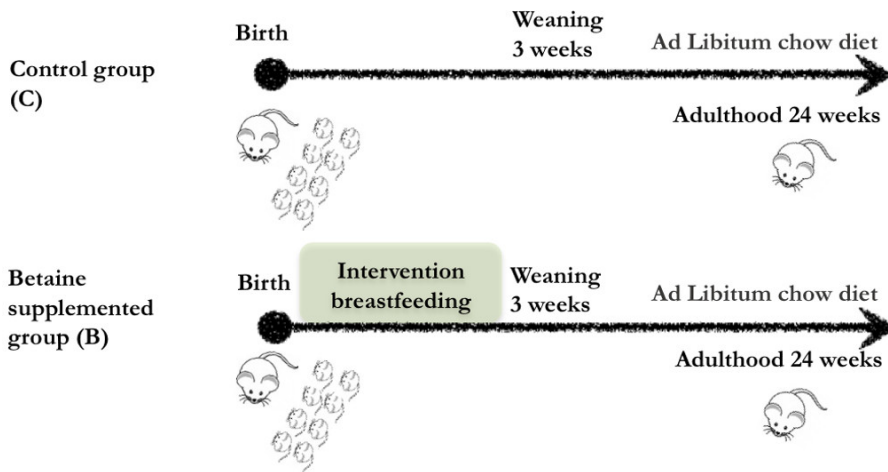 Weaning
3 weeks
Birth
Ad Libitum chow diet
Control group
(C)
Adulthood 24 weeks
Betaine
supplemented
group (B)
Birth
Intervention
breastfeeding
Weaning
3 weeks
Ad Libitum chow diet
Adulthood 24 weeks